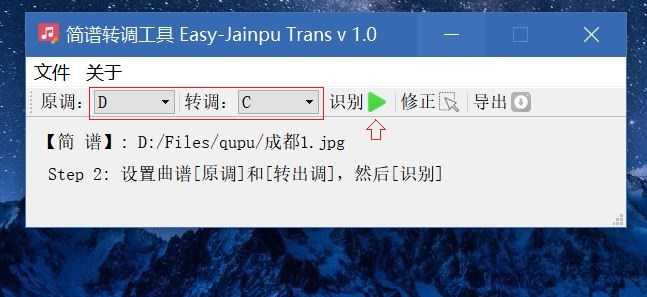 简谱转调工具 Easy-Jainpu Trans v 1.0
文件 关于
原调： D 转调： C 识别 修正 导出
【简 谱】: D:/Files/qupu/成都1.jpg
Step 2: 设置曲谱[原调]和[转出调]，然后[识别]